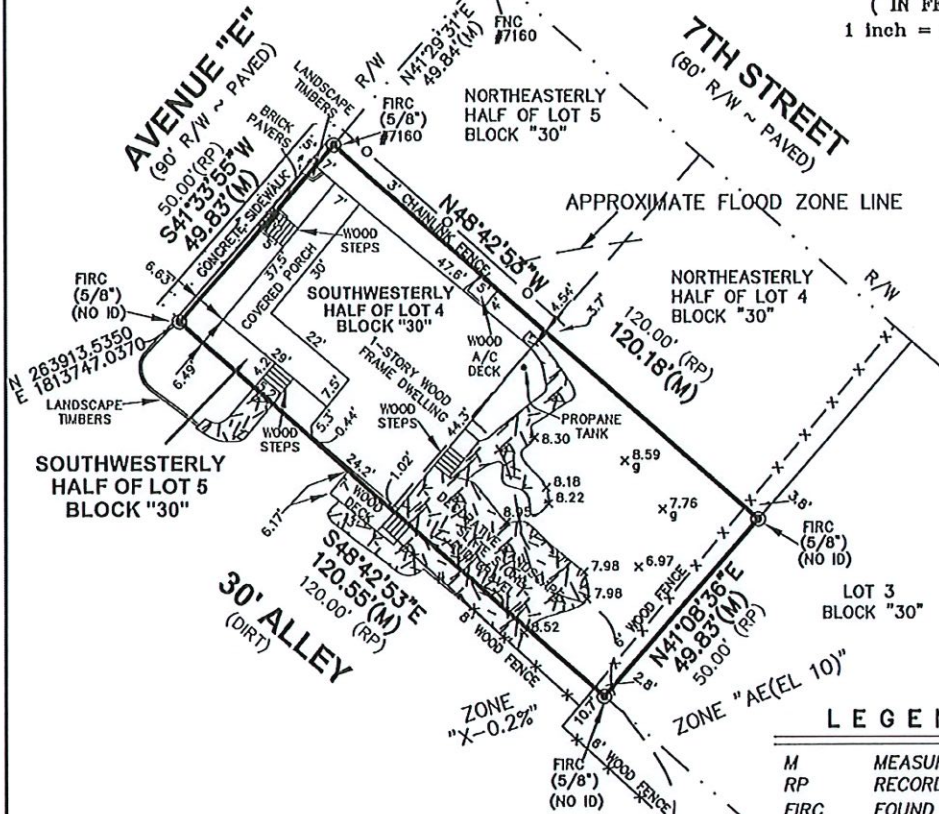 ( IN FE
1 inch =
AVENUE "E"
(90' R/W ~ PAVED)
50.00'(RP)
S41°33'55"W
49.83'(M)
LANDSCAPE
TIMBERS
BRICK
PAVERS
R/W
N41°29'31"E
49.84'(M)
FNC
#7160
FIRC
(5/8")
#7160
7TH STREET
(80' R/W ~ PAVED)
NORTHEASTERLY
HALF OF LOT 5
BLOCK "30"
APPROXIMATE FLOOD ZONE LINE
5'
2'
7'
CONCRETE SIDEWALK
3' CHAINLINK FENCE
N48°42'53"W
120.00' (RP)
120.18'(M)
NORTHEASTERLY
HALF OF LOT 4
BLOCK "30"
R/W
WOOD
STEPS
6.63'
37.5'
COVERED PORCH
30'
47.6'
5'
4'
4.54'
3.7'
FIRC
(5/8")
(NO ID)
SOUTHWESTERLY
HALF OF LOT 4
BLOCK "30"
WOOD
A/C
DECK
N 263913.5350
E 1813747.0370
6.49'
22'
1-STORY WOOD
FRAME DWELLING
29'
4.2'
7.5'
LANDSCAPE
TIMBERS
WOOD
STEPS
5.3'
0.44'
WOOD
STEPS
44.3'
PROPANE
TANK
8.30
8.59
g
SOUTHWESTERLY
HALF OF LOT 5
BLOCK "30"
24.2'
1.02'
8.18
8.22
7.76
g
3.8'
FIRC
(5/8")
(NO ID)
6.17'
WOOD
DECK
8.95
7.98
6.97
7.98
8.52
S48°42'53"E
120.55'(M)
120.00' (RP)
30' ALLEY
(DIRT)
6' WOOD FENCE
N41°08'36"E
49.83'(M)
50.00' (RP)
LOT 3
BLOCK "30"
8' WOOD FENCE
2.8'
10.7'
ZONE
"X-0.2%"
ZONE "AE(EL 10)"
FIRC
(5/8")
(NO ID)
8' WOOD FENCE
LEGEN
M MEASU
RP RECORD
FIRC FOUND